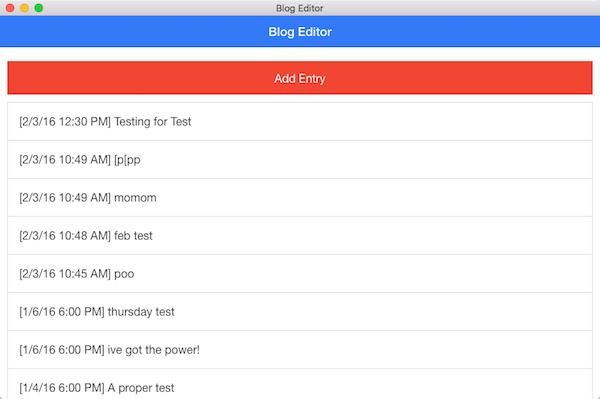 Blog Editor
Blog Editor
Add Entry
[2/3/16 12:30 PM] Testing for Test
[2/3/16 10:49 AM] [p[pp
[2/3/16 10:49 AM] momom
[2/3/16 10:48 AM] feb test
[2/3/16 10:45 AM] poo
[1/6/16 6:00 PM] thursday test
[1/6/16 6:00 PM] ive got the power!
[1/4/16 6:00 PM] A proper test